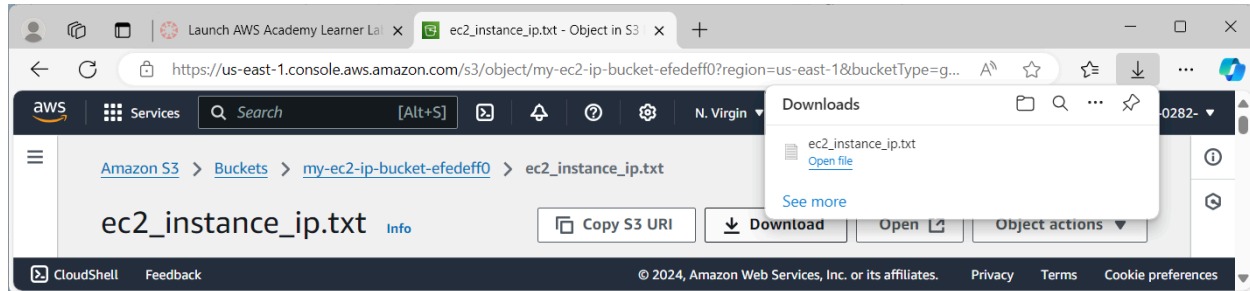 Launch AWS Academy Learner La
ec2_instance_ip.txt - Object in S3
https://us-east-1.console.aws.amazon.com/s3/object/my-ec2-ip-bucket-efedeff0?region=us-east-1&bucketType=g...
aws
Services
Search
[Alt+S]
N. Virgin
-0282-
Downloads
ec2_instance_ip.txt
Open file
See more
Amazon S3 > Buckets > my-ec2-ip-bucket-efedeff0 > ec2_instance_ip.txt
ec2_instance_ip.txt Info
Copy S3 URI
Download
Open
Object actions
CloudShell Feedback © 2024, Amazon Web Services, Inc. or its affiliates. Privacy Terms Cookie preferences